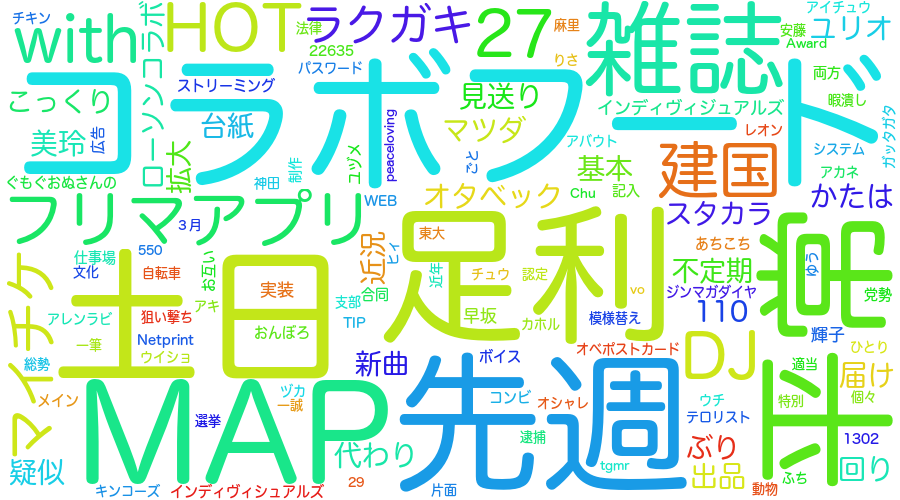 チキン
with
コラボ
HOT
法律
22635
ラクガキ
27
麻里
りさ
雑誌
アイチュウ
ユリオ
安藤
Award
両方
暇潰し
ストリーミング
パスワード
こっくり
コラボフード
ローソンコラボ
台紙
見送り
マツダ
インディヴィジュアルズ
レオン
ガッタガタ
システム
美玲
広告
拡大
制作
神田
ユヅメ
peaceloving
ごと
アバウト
基本
Chu
記入
建国
アカネ
かたは
ぐもぐおぬさんの
WEB
オタベック
スタカラ
フリマアプリ
3月
550
仕事場
文化
自転車
お互い
近況
ヒィ
東大
近年
足利
チュウ
認定
あちこち
不定期
ジンマガダイヤ
ゆう
党勢
マイチケ
土日
実装
支部
合同
TIP
アキ
アレンラビ
狙い撃ち
おんぼろ
早坂
カホル
vo
模様替え
110
輝子
一筆
Netprint
ウイショ
総勢
新曲
ボイス
オペポストカード
DJ
ひとり
適当
届け
個々
メイン
MAP
ヅカ
一誠
選挙
先週
コンビ
オシャレ
ウチ
テロリスト
特別
代わり
逮捕
ぶり
1302
疑似
tgmr
出品
ふち
回り
キンコーズ
インディヴィシュアルズ
29
片面
動物